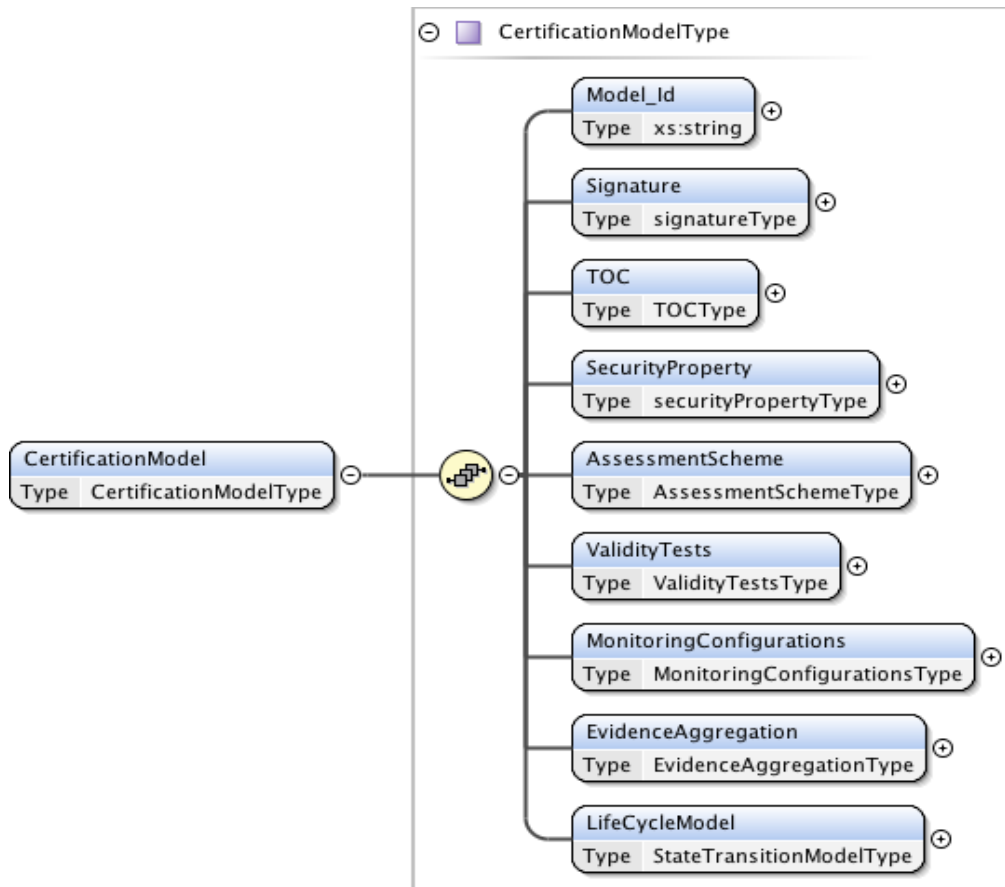 CertificationModelType
Model_Id
Type xs:string
Signature
Type signatureType
TOC
Type TOCType
SecurityProperty
Type securityPropertyType
CertificationModel
Type CertificationModelType
AssessmentScheme
Type AssessmentSchemeType
ValidityTests
Type ValidityTestsType
MonitoringConfigurations
Type MonitoringConfigurationsType
EvidenceAggregation
Type EvidenceAggregationType
LifeCycleModel
Type StateTransitionModelType